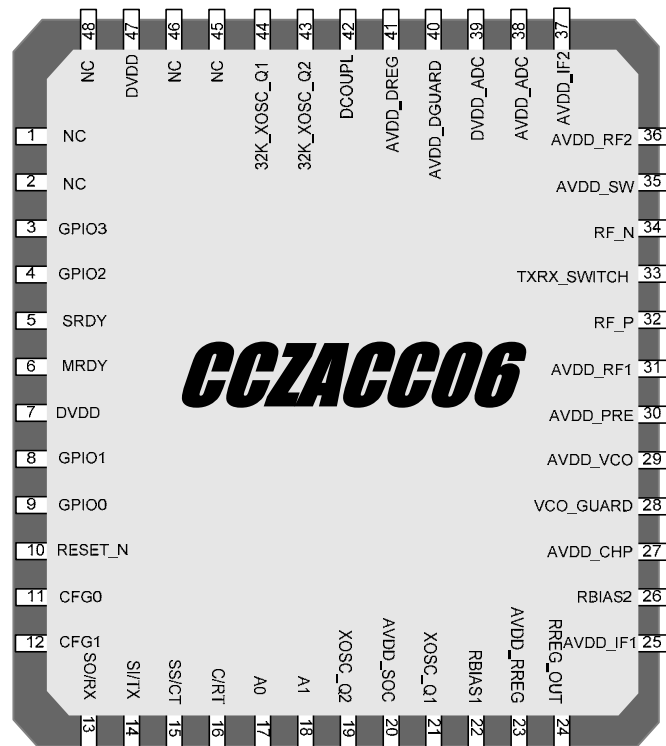 48 47 46 45 44 43 42 41 40 39 38 37
NC DVDD NC NC 32K_XOSC_Q1 32K_XOSC_Q2 DCOUPL AVDD_DREG AVDD_DGUARD DVDD_ADC AVDD_ADC AVDD_IF2
1 NC
2 NC
3 GPIO3
4 GPIO2
5 SRDY
6 MRDY
7 DVDD
8 GPIO1
9 GPIO0
10 RESET_N
11 CFG0
12 CFG1
CCZACC06
AVDD_RF2 36
AVDD_SW 35
RF_N 34
TXRX_SWITCH 33
RF_P 32
AVDD_RF1 31
AVDD_PRE 30
AVDD_VCO 29
VCO_GUARD 28
AVDD_CHP 27
RBIAS2 26
AVDD_IF1 25
SO/RX SI/TX SS/CT C/RT A0 A1 XOSC_Q2 AVDD_SOC XOSC_Q1 RBIAS1 AVDD_RREG RREG_OUT
13 14 15 16 17 18 19 20 21 22 23 24